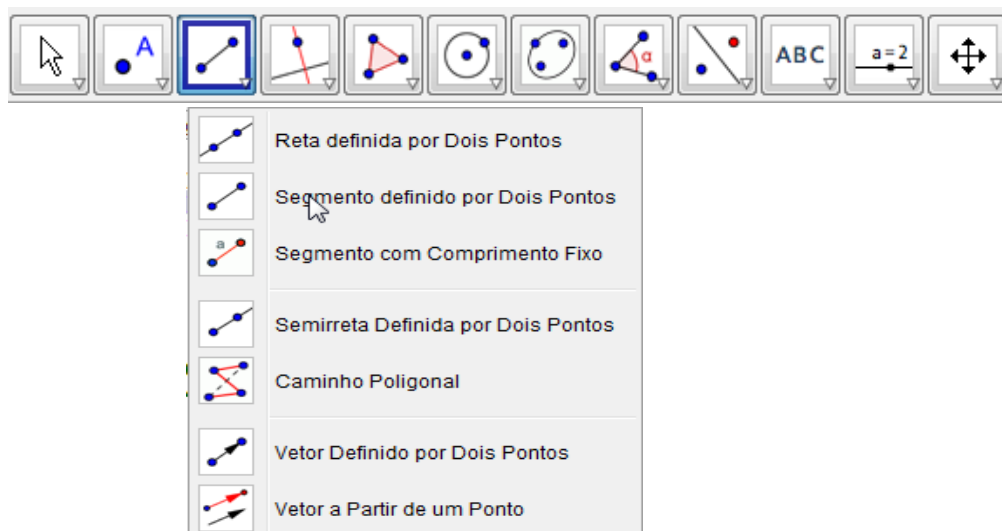 A
α
ABC
a=2
Reta definida por Dois Pontos
Segmento definido por Dois Pontos
a
Segmento com Comprimento Fixo
Semirreta Definida por Dois Pontos
Caminho Poligonal
Vetor Definido por Dois Pontos
Vetor a Partir de um Ponto